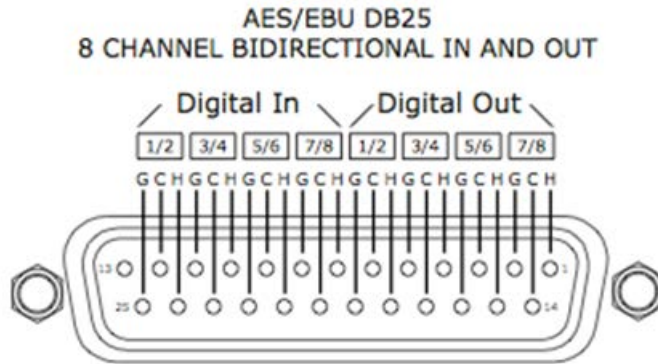 AES/EBU DB25
8 CHANNEL BIDIRECTIONAL IN AND OUT
Digital In Digital Out
1/2 3/4 5/6 7/8 1/2 3/4 5/6 7/8
G C H G C H G C H G C H G C H G C H G C H G C H
13 1
25 14